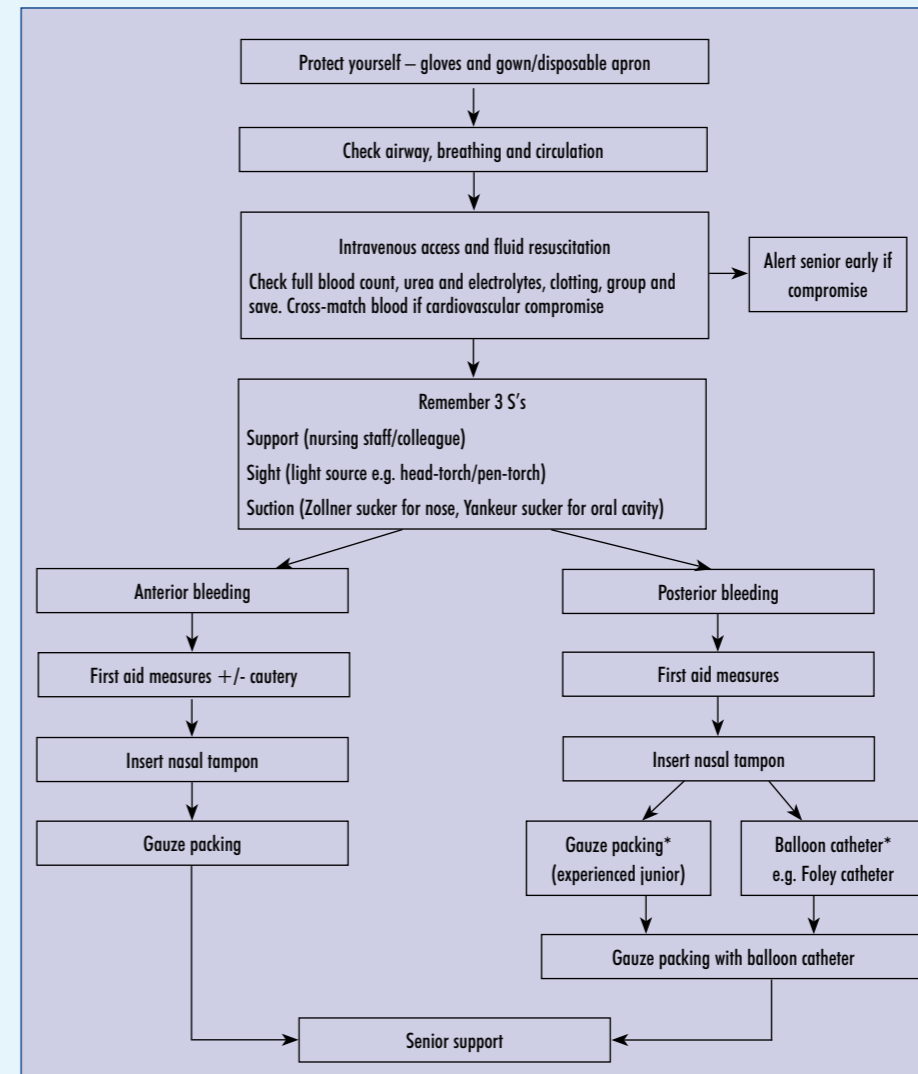 Protect yourself – gloves and gown/disposable apron
Check airway, breathing and circulation
Intravenous access and fluid resuscitation
Check full blood count, urea and electrolytes, clotting, group and
save. Cross-match blood if cardiovascular compromise
Alert senior early if
compromise
Remember 3 S's
Support (nursing staff/colleague)
Sight (light source e.g. head-torch/pen-torch)
Suction (Zollner sucker for nose, Yankeur sucker for oral cavity)
Anterior bleeding
First aid measures +/- cautery
Insert nasal tampon
Gauze packing
Posterior bleeding
First aid measures
Insert nasal tampon
Gauze packing*
(experienced junior)
Balloon catheter*
e.g. Foley catheter
Gauze packing with balloon catheter
Senior support